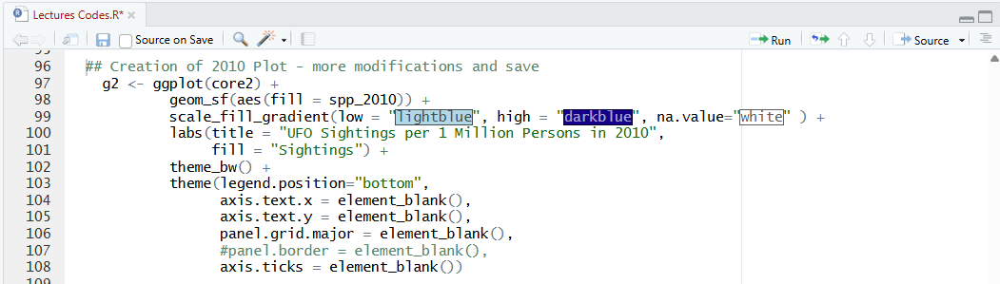 Lectures Codes.R*
Source on Save Run Source
96 ## Creation of 2010 Plot - more modifications and save
97 g2 <- ggplot(core2) +
98 geom_sf(aes(fill = spp_2010)) +
99 scale_fill_gradient(low = "lightblue", high = "darkblue", na.value="white" ) +
100 labs(title = "UFO Sightings per 1 Million Persons in 2010",
101 fill = "Sightings") +
102 theme_bw() +
103 theme(legend.position="bottom",
104 axis.text.x = element_blank(),
105 axis.text.y = element_blank(),
106 panel.grid.major = element_blank(),
107 #panel.border = element_blank(),
108 axis.ticks = element_blank())